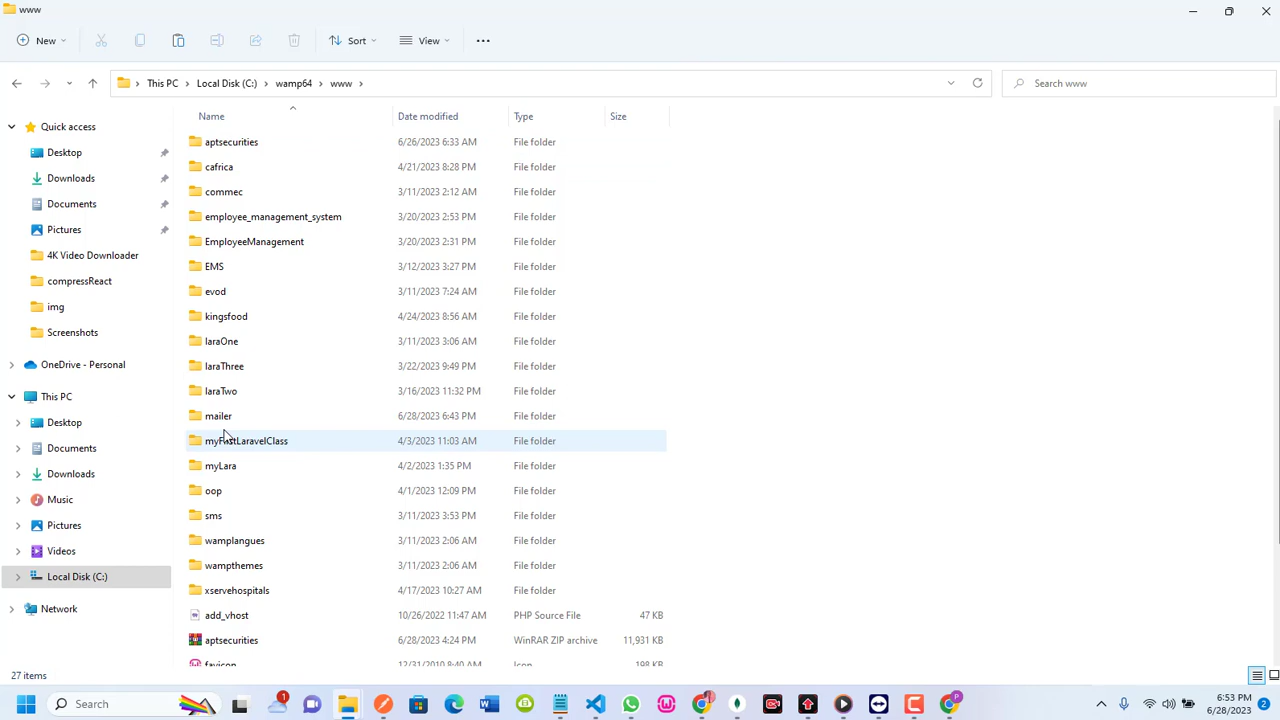 www
New Sort View
This PC Local Disk (C:) wamp64 www Search www
Name Date modified Type Size
Quick access
Desktop
Downloads
Documents
Pictures
4K Video Downloader
compressReact
img
Screenshots
OneDrive - Personal
This PC
Desktop
Documents
Downloads
Music
Pictures
Videos
Local Disk (C:)
Network
aptsecurities 6/26/2023 6:33 AM File folder
cafrica 4/21/2023 8:28 PM File folder
commec 3/11/2023 2:12 AM File folder
employee_management_system 3/20/2023 2:53 PM File folder
EmployeeManagement 3/20/2023 2:31 PM File folder
EMS 3/12/2023 3:27 PM File folder
evod 3/11/2023 7:24 AM File folder
kingsfood 4/24/2023 8:56 AM File folder
laraOne 3/11/2023 3:06 AM File folder
laraThree 3/22/2023 9:49 PM File folder
laraTwo 3/16/2023 11:32 PM File folder
mailer 6/28/2023 6:43 PM File folder
myFastLaravelClass 4/3/2023 11:03 AM File folder
myLara 4/2/2023 1:35 PM File folder
oop 4/1/2023 12:09 PM File folder
sms 3/11/2023 3:53 PM File folder
wamplangues 3/11/2023 2:06 AM File folder
wampthemes 3/11/2023 2:06 AM File folder
xservehospitals 4/17/2023 10:27 AM File folder
add_vhost 10/26/2022 11:47 AM PHP Source File 47 KB
aptsecurities 6/28/2023 4:24 PM WinRAR ZIP archive 11,931 KB
favicon 12/31/2010 8:40 AM Icon 198 KB
27 items
Search
6:53 PM
6/28/2023